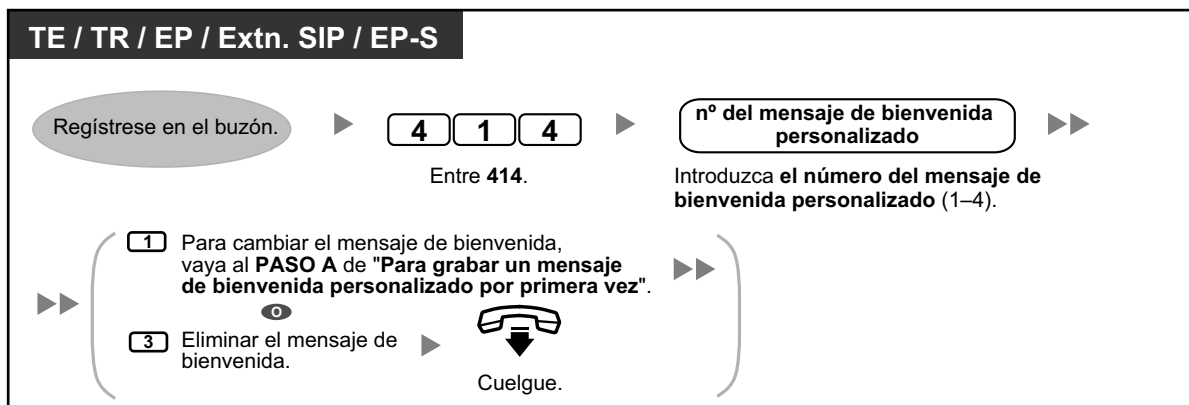 TE / TR / EP / Extn. SIP / EP-S
Regístrese en el buzón.
4 1 4
Entre 414.
nº del mensaje de bienvenida
personalizado
Introduzca el número del mensaje de
bienvenida personalizado (1–4).
1 Para cambiar el mensaje de bienvenida,
vaya al PASO A de "Para grabar un mensaje
de bienvenida personalizado por primera vez".
O
3 Eliminar el mensaje de
bienvenida.
Cuelgue.